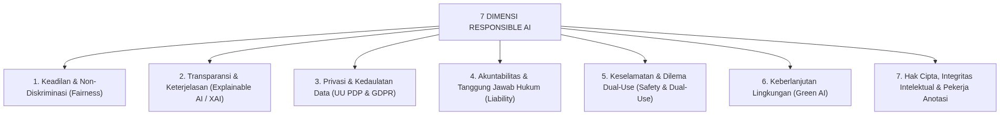 7 DIMENSI
RESPONSIBLE AI
1. Keadilan & Non-
Diskriminasi (Fairness)
2. Transparansi &
Keterjelasan (Explainable
AI / XAI)
3. Privasi & Kedaulatan
Data (UU PDP & GDPR)
4. Akuntabilitas &
Tanggung Jawab Hukum
(Liability)
5. Keselamatan & Dilema
Dual-Use (Safety & Dual-
Use)
6. Keberlanjutan
Lingkungan (Green AI)
7. Hak Cipta, Integritas
Intelektual & Pekerja
Anotasi